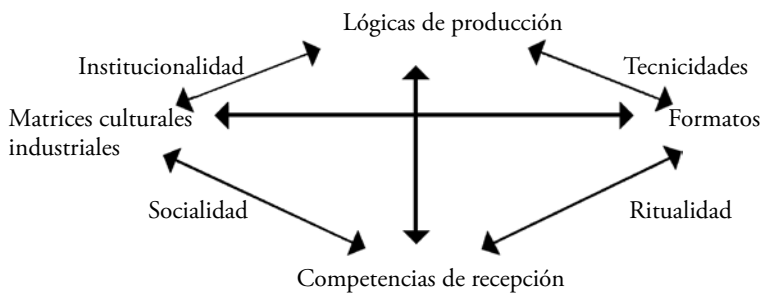 Lógicas de producción
Institucionalidad
Tecnicidades
Matrices culturales
industriales
Formatos
Socialidad
Ritualidad
Competencias de recepción